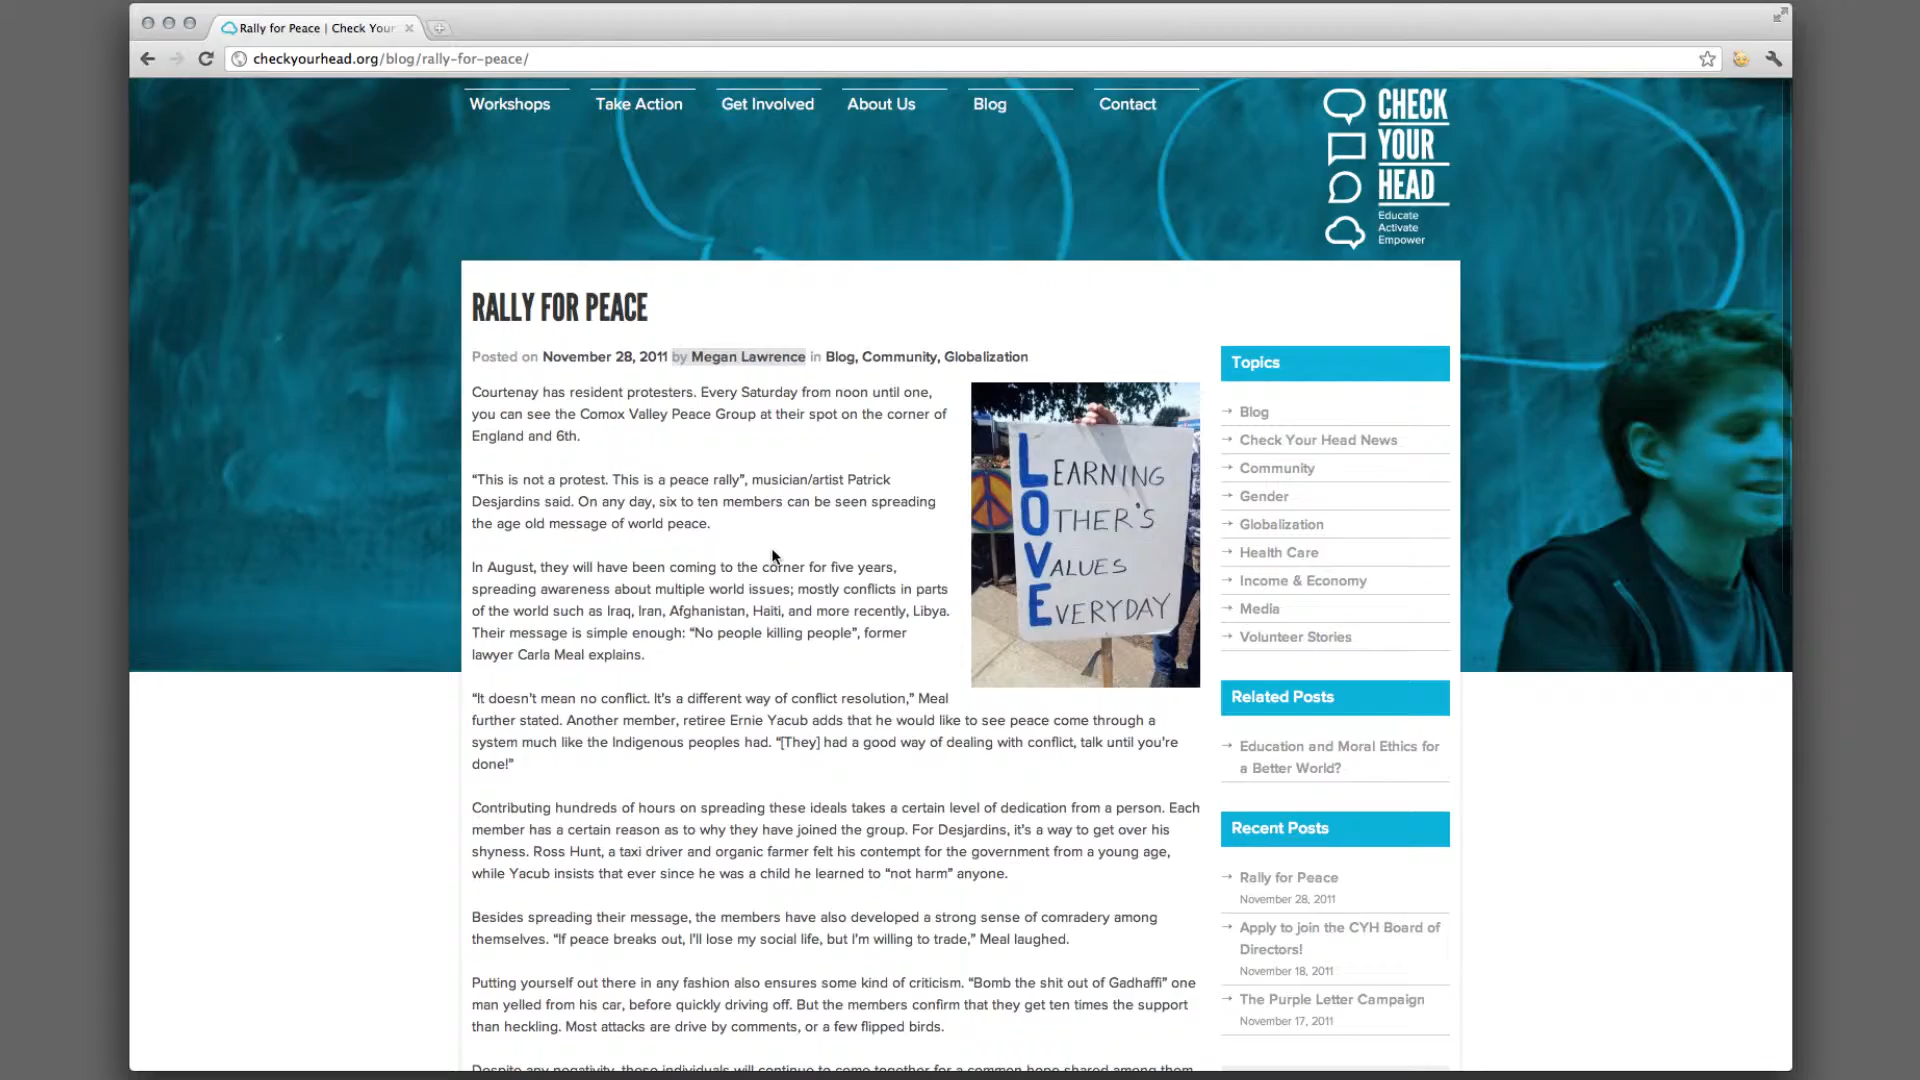 Rally for Peace | Check Your
checkyourhead.org/blog/rally-for-peace/
Workshops
Take Action
Get Involved
About Us
Blog
Contact
CHECK
YOUR
HEAD
Educate
Activate
Empower
RALLY FOR PEACE
Posted on November 28, 2011 by Megan Lawrence in Blog, Community, Globalization
Courtenay has resident protesters. Every Saturday from noon until one,
you can see the Comox Valley Peace Group at their spot on the corner of
England and 6th.
“This is not a protest. This is a peace rally”, musician/artist Patrick
Desjardins said. On any day, six to ten members can be seen spreading
the age old message of world peace.
In August, they will have been coming to the corner for five years,
spreading awareness about multiple world issues; mostly conflicts in parts
of the world such as Iraq, Iran, Afghanistan, Haiti, and more recently, Libya.
Their message is simple enough: “No people killing people”, former
lawyer Carla Meal explains.
“It doesn’t mean no conflict. It’s a different way of conflict resolution,” Meal
further stated. Another member, retiree Ernie Yacub adds that he would like to see peace come through a
system much like the Indigenous peoples had. “[They] had a good way of dealing with conflict, talk until you’re
done!”
Contributing hundreds of hours on spreading these ideals takes a certain level of dedication from a person. Each
member has a certain reason as to why they have joined the group. For Desjardins, it’s a way to get over his
shyness. Ross Hunt, a taxi driver and organic farmer felt his contempt for the government from a young age,
while Yacub insists that ever since he was a child he learned to “not harm” anyone.
Besides spreading their message, the members have also developed a strong sense of comradery among
themselves. “If peace breaks out, I’ll lose my social life, but I’m willing to trade,” Meal laughed.
Putting yourself out there in any fashion also ensures some kind of criticism. “Bomb the shit out of Gadhaffi” one
man yelled from his car, before quickly driving off. But the members confirm that they get ten times the support
than heckling. Most attacks are drive by comments, or a few flipped birds.
Despite any negativity, these individuals will continue to come together for a common hope shared among them
LEARNING
OTHER'S
VALUES
EVERYDAY
Topics
Blog
Check Your Head News
Community
Gender
Globalization
Health Care
Income & Economy
Media
Volunteer Stories
Related Posts
Education and Moral Ethics for
a Better World?
Recent Posts
Rally for Peace
November 28, 2011
Apply to join the CYH Board of
Directors!
November 18, 2011
The Purple Letter Campaign
November 17, 2011